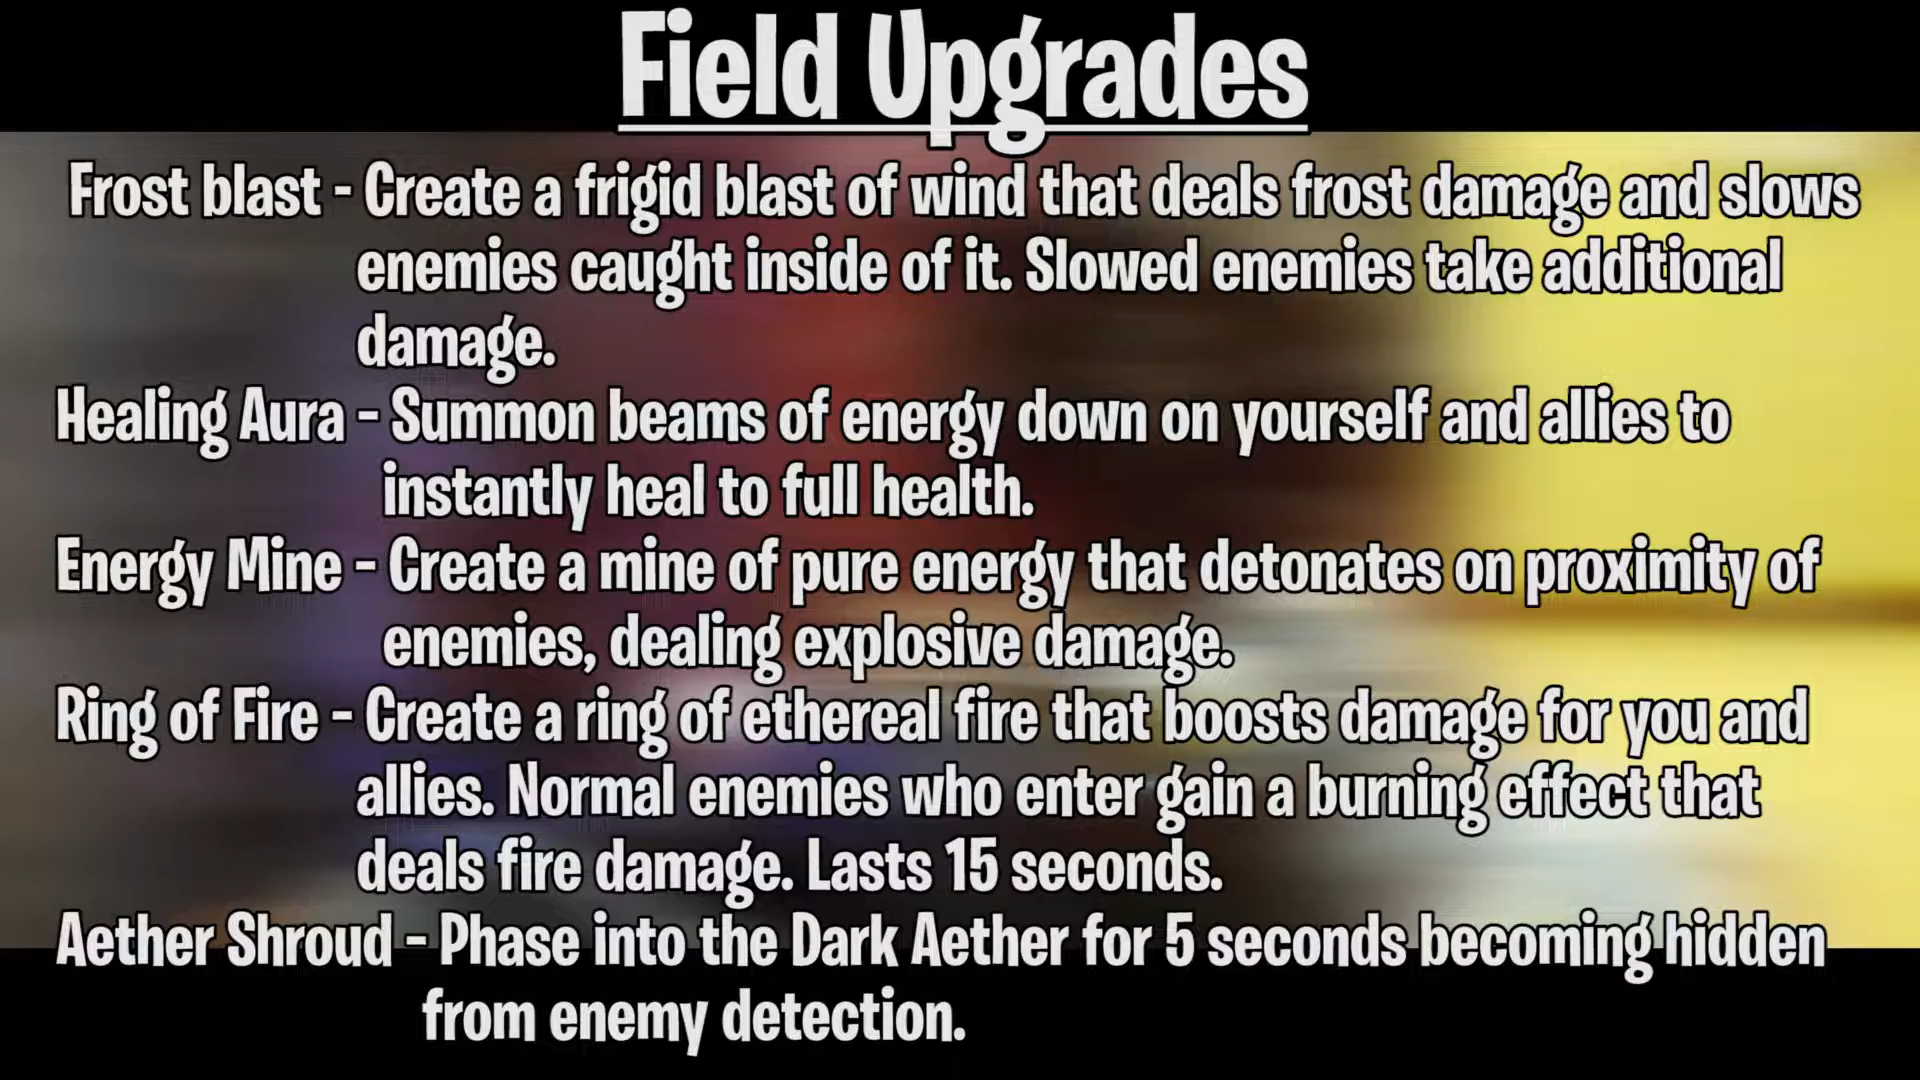 Field Upgrades
Frost blast - Create a frigid blast of wind that deals frost damage and slows
enemies caught inside of it. Slowed enemies take additional
damage.
Healing Aura - Summon beams of energy down on yourself and allies to
instantly heal to full health.
Energy Mine - Create a mine of pure energy that detonates on proximity of
enemies, dealing explosive damage.
Ring of Fire - Create a ring of ethereal fire that boosts damage for you and
allies. Normal enemies who enter gain a burning effect that
deals fire damage. Lasts 15 seconds.
Aether Shroud - Phase into the Dark Aether for 5 seconds becoming hidden
from enemy detection.